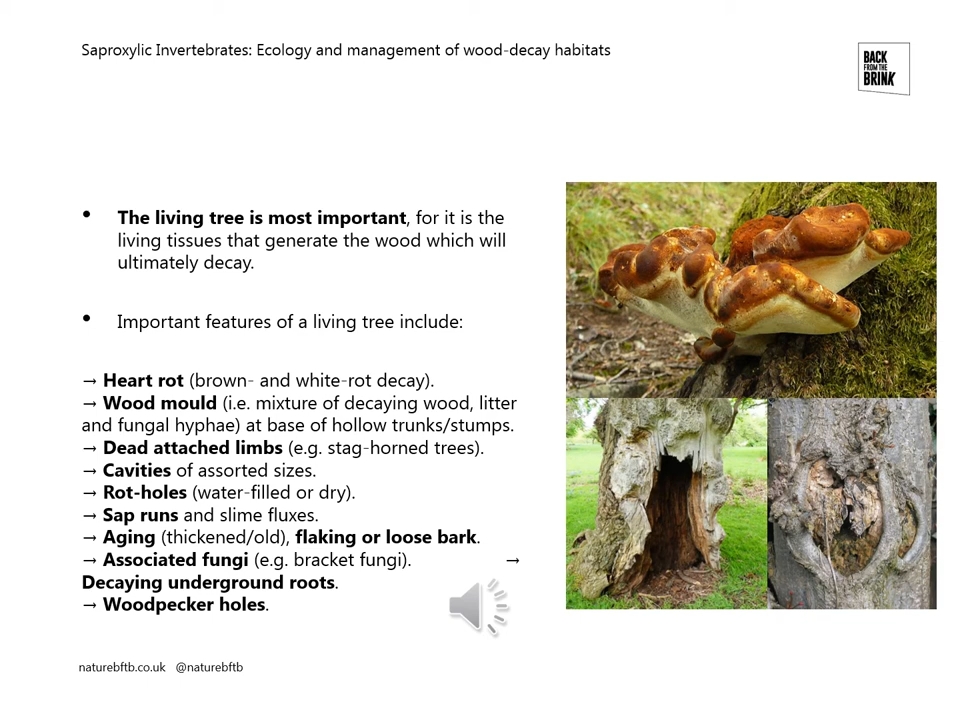 Saproxylic Invertebrates: Ecology and management of wood-decay habitats
BACK
FROM THE
BRINK
• The living tree is most important, for it is the
living tissues that generate the wood which will
ultimately decay.
• Important features of a living tree include:
→ Heart rot (brown- and white-rot decay).
→ Wood mould (i.e. mixture of decaying wood, litter
and fungal hyphae) at base of hollow trunks/stumps.
→ Dead attached limbs (e.g. stag-horned trees).
→ Cavities of assorted sizes.
→ Rot-holes (water-filled or dry).
→ Sap runs and slime fluxes.
→ Aging (thickened/old), flaking or loose bark.
→ Associated fungi (e.g. bracket fungi). →
Decaying underground roots.
→ Woodpecker holes.
naturebftb.co.uk @naturebftb